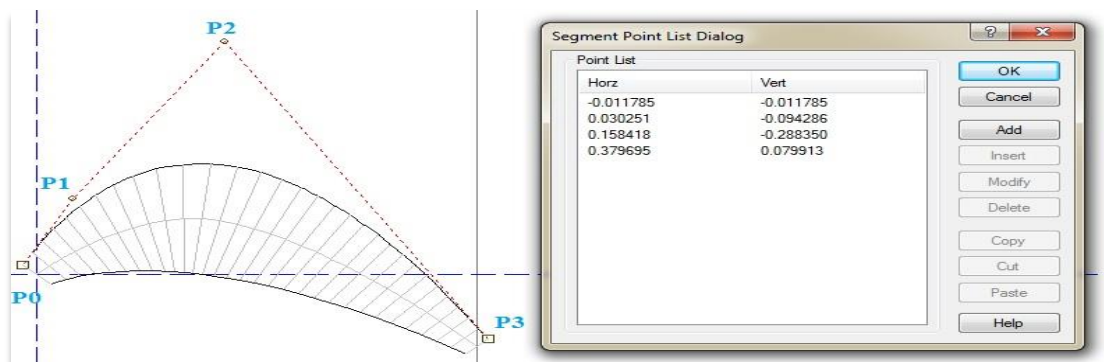 P2
P1
P0
P3
Segment Point List Dialog
Point List
Horz Vert
-0.011785 -0.011785
0.030251 -0.094286
0.158418 -0.288350
0.379695 0.079913
OK
Cancel
Add
Insert
Modify
Delete
Copy
Cut
Paste
Help